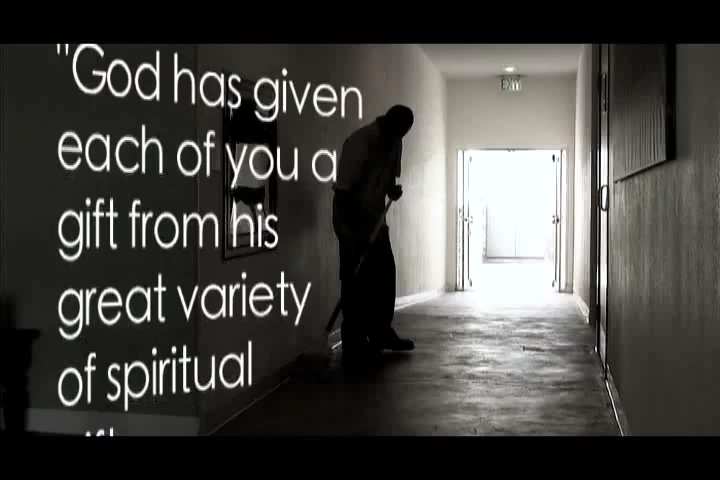 "God has given
each of you a
gift from his
great variety
of spiritual
EXIT